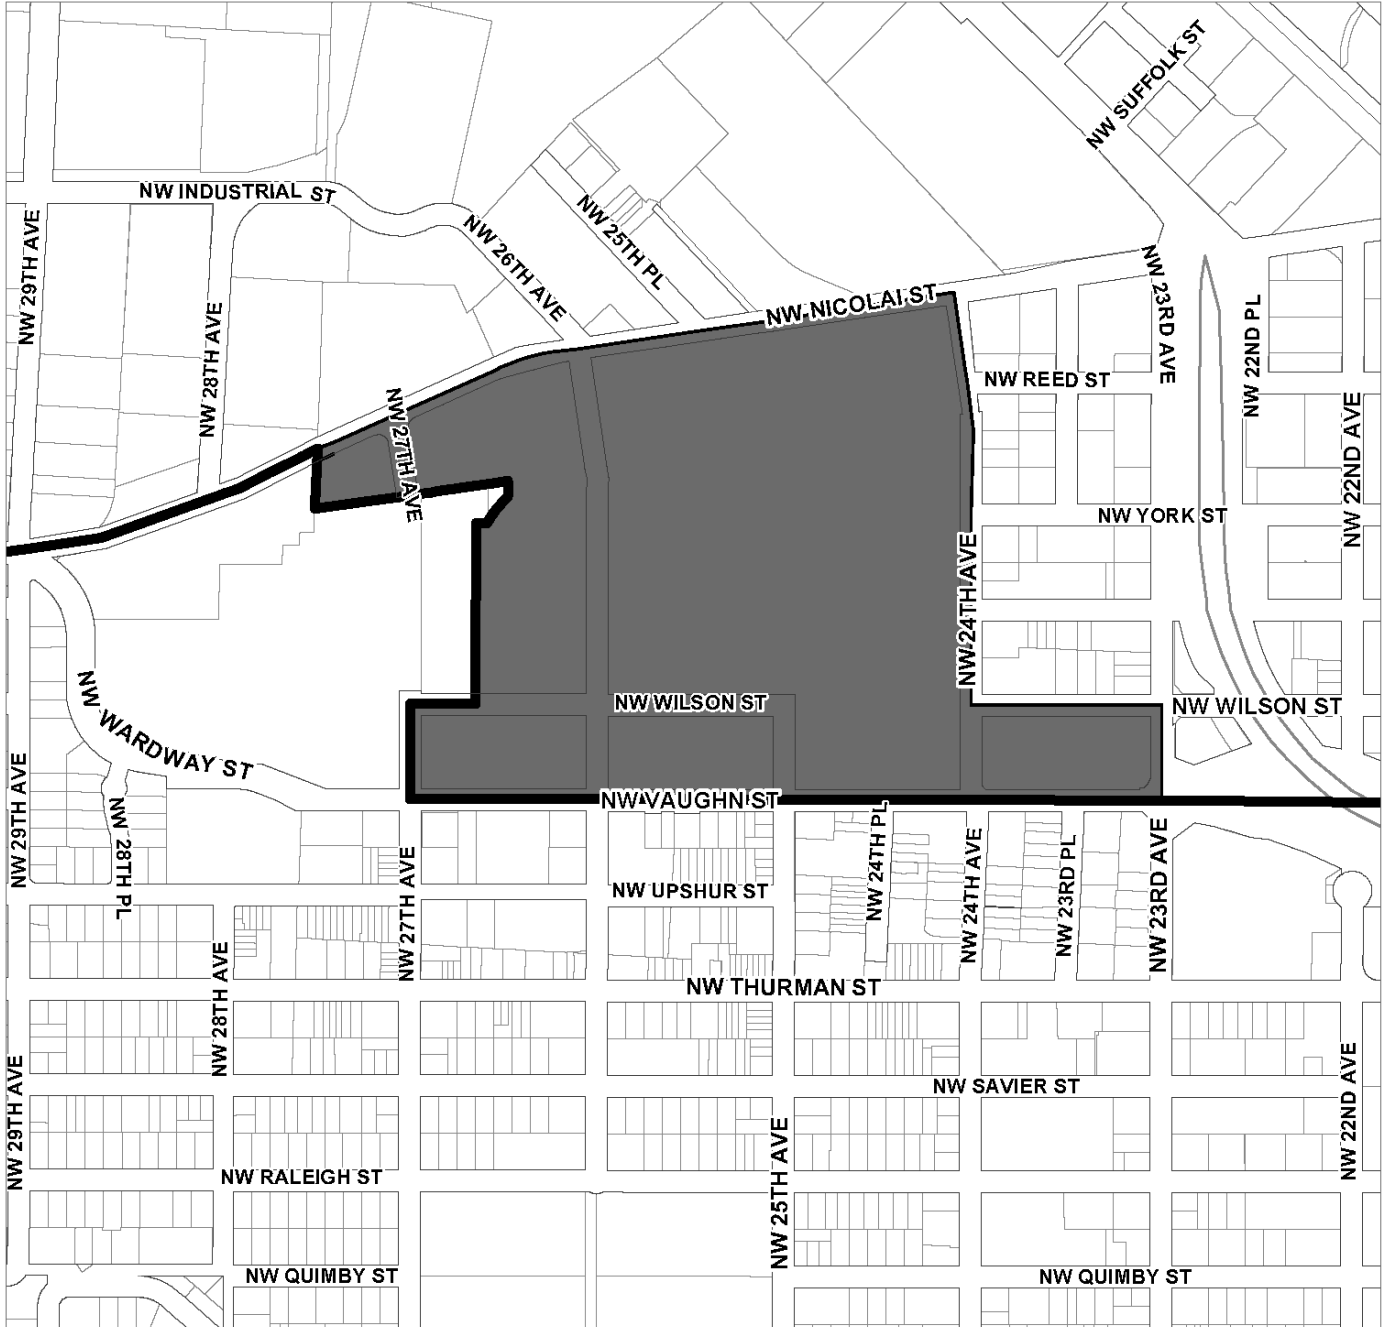 NW SUFFOLK ST
NW INDUSTRIAL ST
NW 29TH AVE
NW 28TH AVE
NW 26TH AVE
NW 25TH PL
NW NICOLAI ST
NW 23RD AVE
NW 22ND PL
NW REED ST
NW 27TH AVE
NW 22ND AVE
NW YORK ST
NW 24TH AVE
NW WARDWAY ST
NW WILSON ST
NW WILSON ST
NW 29TH AVE
NW 28TH PL
NW VAUGHN ST
NW 27TH AVE
NW UPSHUR ST
NW 24TH PL
NW 24TH AVE
NW 23RD PL
NW 23RD AVE
NW 28TH AVE
NW THURMAN ST
NW 29TH AVE
NW SAVIER ST
NW 22ND AVE
NW 25TH AVE
NW RALEIGH ST
NW QUIMBY ST
NW QUIMBY ST